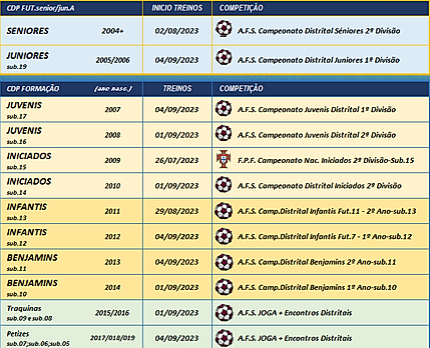 CDP FUT.senior/jun.A INICIO TREINOS COMPETIÇÃO
SENIORES 2004+ 02/08/2023 A.F.S. Campeonato Distrital Séniores 2ª Divisão
JUNIORES 2005/2006 04/09/2023 A.F.S. Campeonato Distrital Juniores 1ª Divisão
sub.19
CDP FORMAÇÃO (ano nasc.) TREINOS COMPETIÇÃO
JUVENIS 2007 04/09/2023 A.F.S. Campeonato Juvenis Distrital 1ª Divisão
sub.17
JUVENIS 2008 01/09/2023 A.F.S. Campeonato Juvenis Distrital 2ª Divisão
sub.16
INICIADOS 2009 26/07/2023 F.P.F. Campeonato Nac. Iniciados 2ª Divisão-Sub.15
sub.15
INICIADOS 2010 01/09/2023 A.F.S. Campeonato Distrital Iniciados 2ª Divisão
sub.14
INFANTIS 2011 29/08/2023 A.F.S. Camp.Distrital Infantis Fut.11 - 2º Ano-sub.13
sub.13
INFANTIS 2012 04/09/2023 A.F.S. Camp.Distrital Infantis Fut.7 - 1º Ano-sub.12
sub.12
BENJAMINS 2013 04/09/2023 A.F.S. Camp.Distrital Benjamins 2º Ano-sub.11
sub.11
BENJAMINS 2014 01/09/2023 A.F.S. Camp.Distrital Benjamins 1º Ano-sub.10
sub.10
Traquinas 2015/2016 01/09/2023 A.F.S. JOGA + Encontros Distritais
sub.09 e sub.08
Petizes 2017/018/019 04/09/2023 A.F.S. JOGA + Encontros Distritais
sub.07;sub.06;sub.05